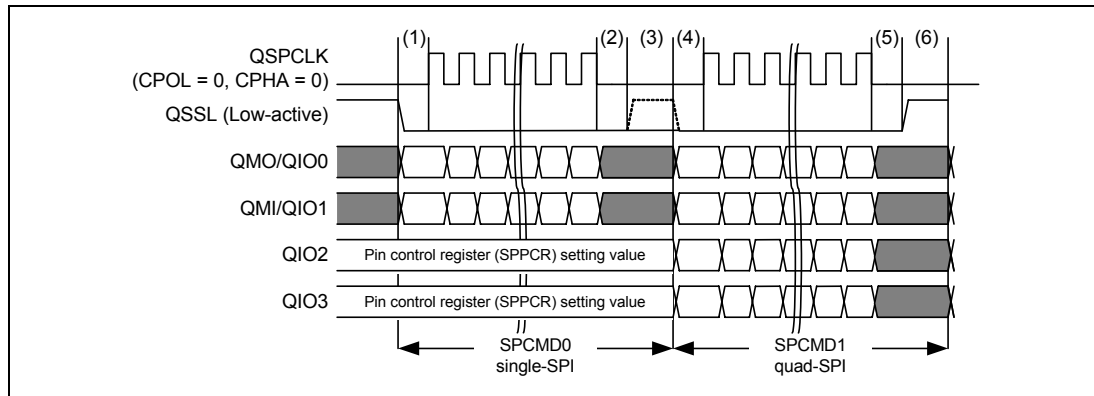 (1) (2) (3) (4) (5) (6)
QSPCLK
(CPOL = 0, CPHA = 0)
QSSL (Low-active)
QMO/QIO0
QMI/QIO1
QIO2 Pin control register (SPPCR) setting value
QIO3 Pin control register (SPPCR) setting value
SPCMD0 SPCMD1
single-SPI quad-SPI